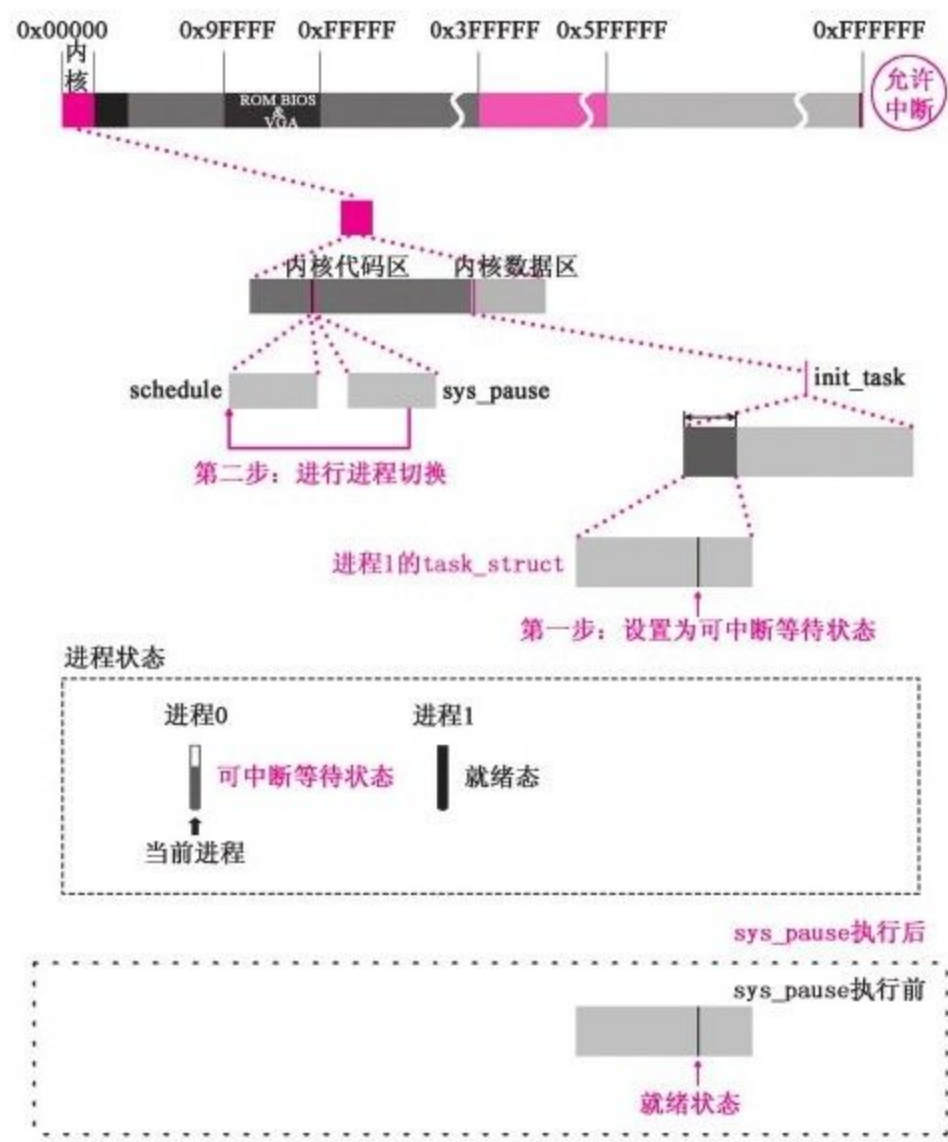 0x00000 0x9FFFF 0xFFFFF 0x3FFFFF 0x5FFFFF 0xFFFFFF
内
核
允许
中断
ROM BIOS
&
VGA
内核代码区 内核数据区
schedule sys_pause
init_task
第二步：进行进程切换
进程1的task_struct
第一步：设置为可中断等待状态
进程状态
进程0 进程1
可中断等待状态 就绪态
当前进程
sys_pause执行后
sys_pause执行前
就绪状态